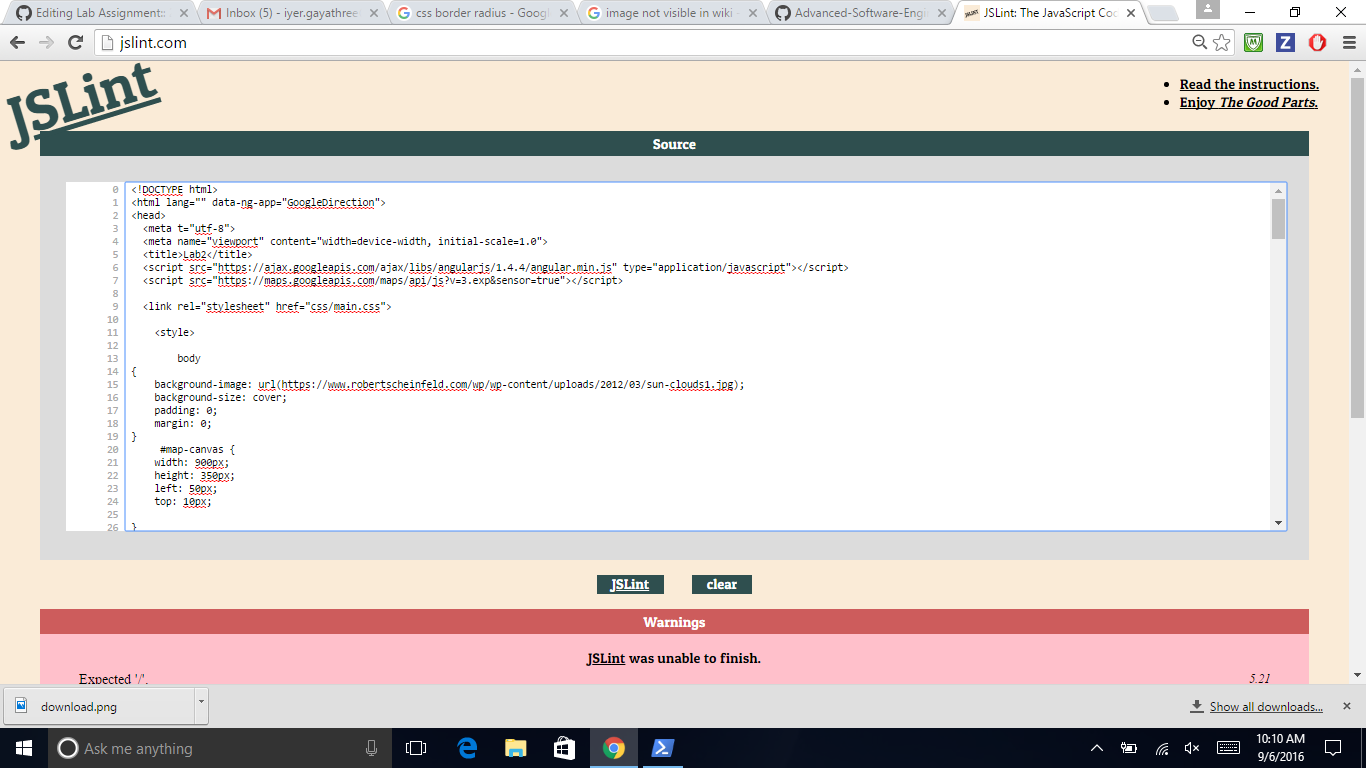 Editing Lab Assignment:
Inbox (5) - iyer.gayathree
css border radius - Goog
image not visible in wiki -
Advanced-Software-Engi
JSLint: The JavaScript Coc
jslint.com
JSLint
Read the instructions.
Enjoy The Good Parts.
Source
0 <!DOCTYPE html>
1 <html lang="" data-ng-app="GoogleDirection">
2 <head>
3 <meta t="utf-8">
4 <meta name="viewport" content="width=device-width, initial-scale=1.0">
5 <title>Lab2</title>
6 <script src="https://ajax.googleapis.com/ajax/libs/angularjs/1.4.4/angular.min.js" type="application/javascript"></script>
7 <script src="https://maps.googleapis.com/maps/api/js?v=3.exp&sensor=true"></script>
8
9 <link rel="stylesheet" href="css/main.css">
10
11 <style>
12
13 body
14 {
15 background-image: url(https://www.robertscheinfeld.com/wp/wp-content/uploads/2012/03/sun-clouds1.jpg);
16 background-size: cover;
17 padding: 0;
18 margin: 0;
19 }
20 #map-canvas {
21 width: 900px;
22 height: 350px;
23 left: 50px;
24 top: 10px;
25
26 }
JSLint
clear
Warnings
JSLint was unable to finish.
Expected '/'. 5.21
download.png
Show all downloads...
Ask me anything
10:10 AM
9/6/2016